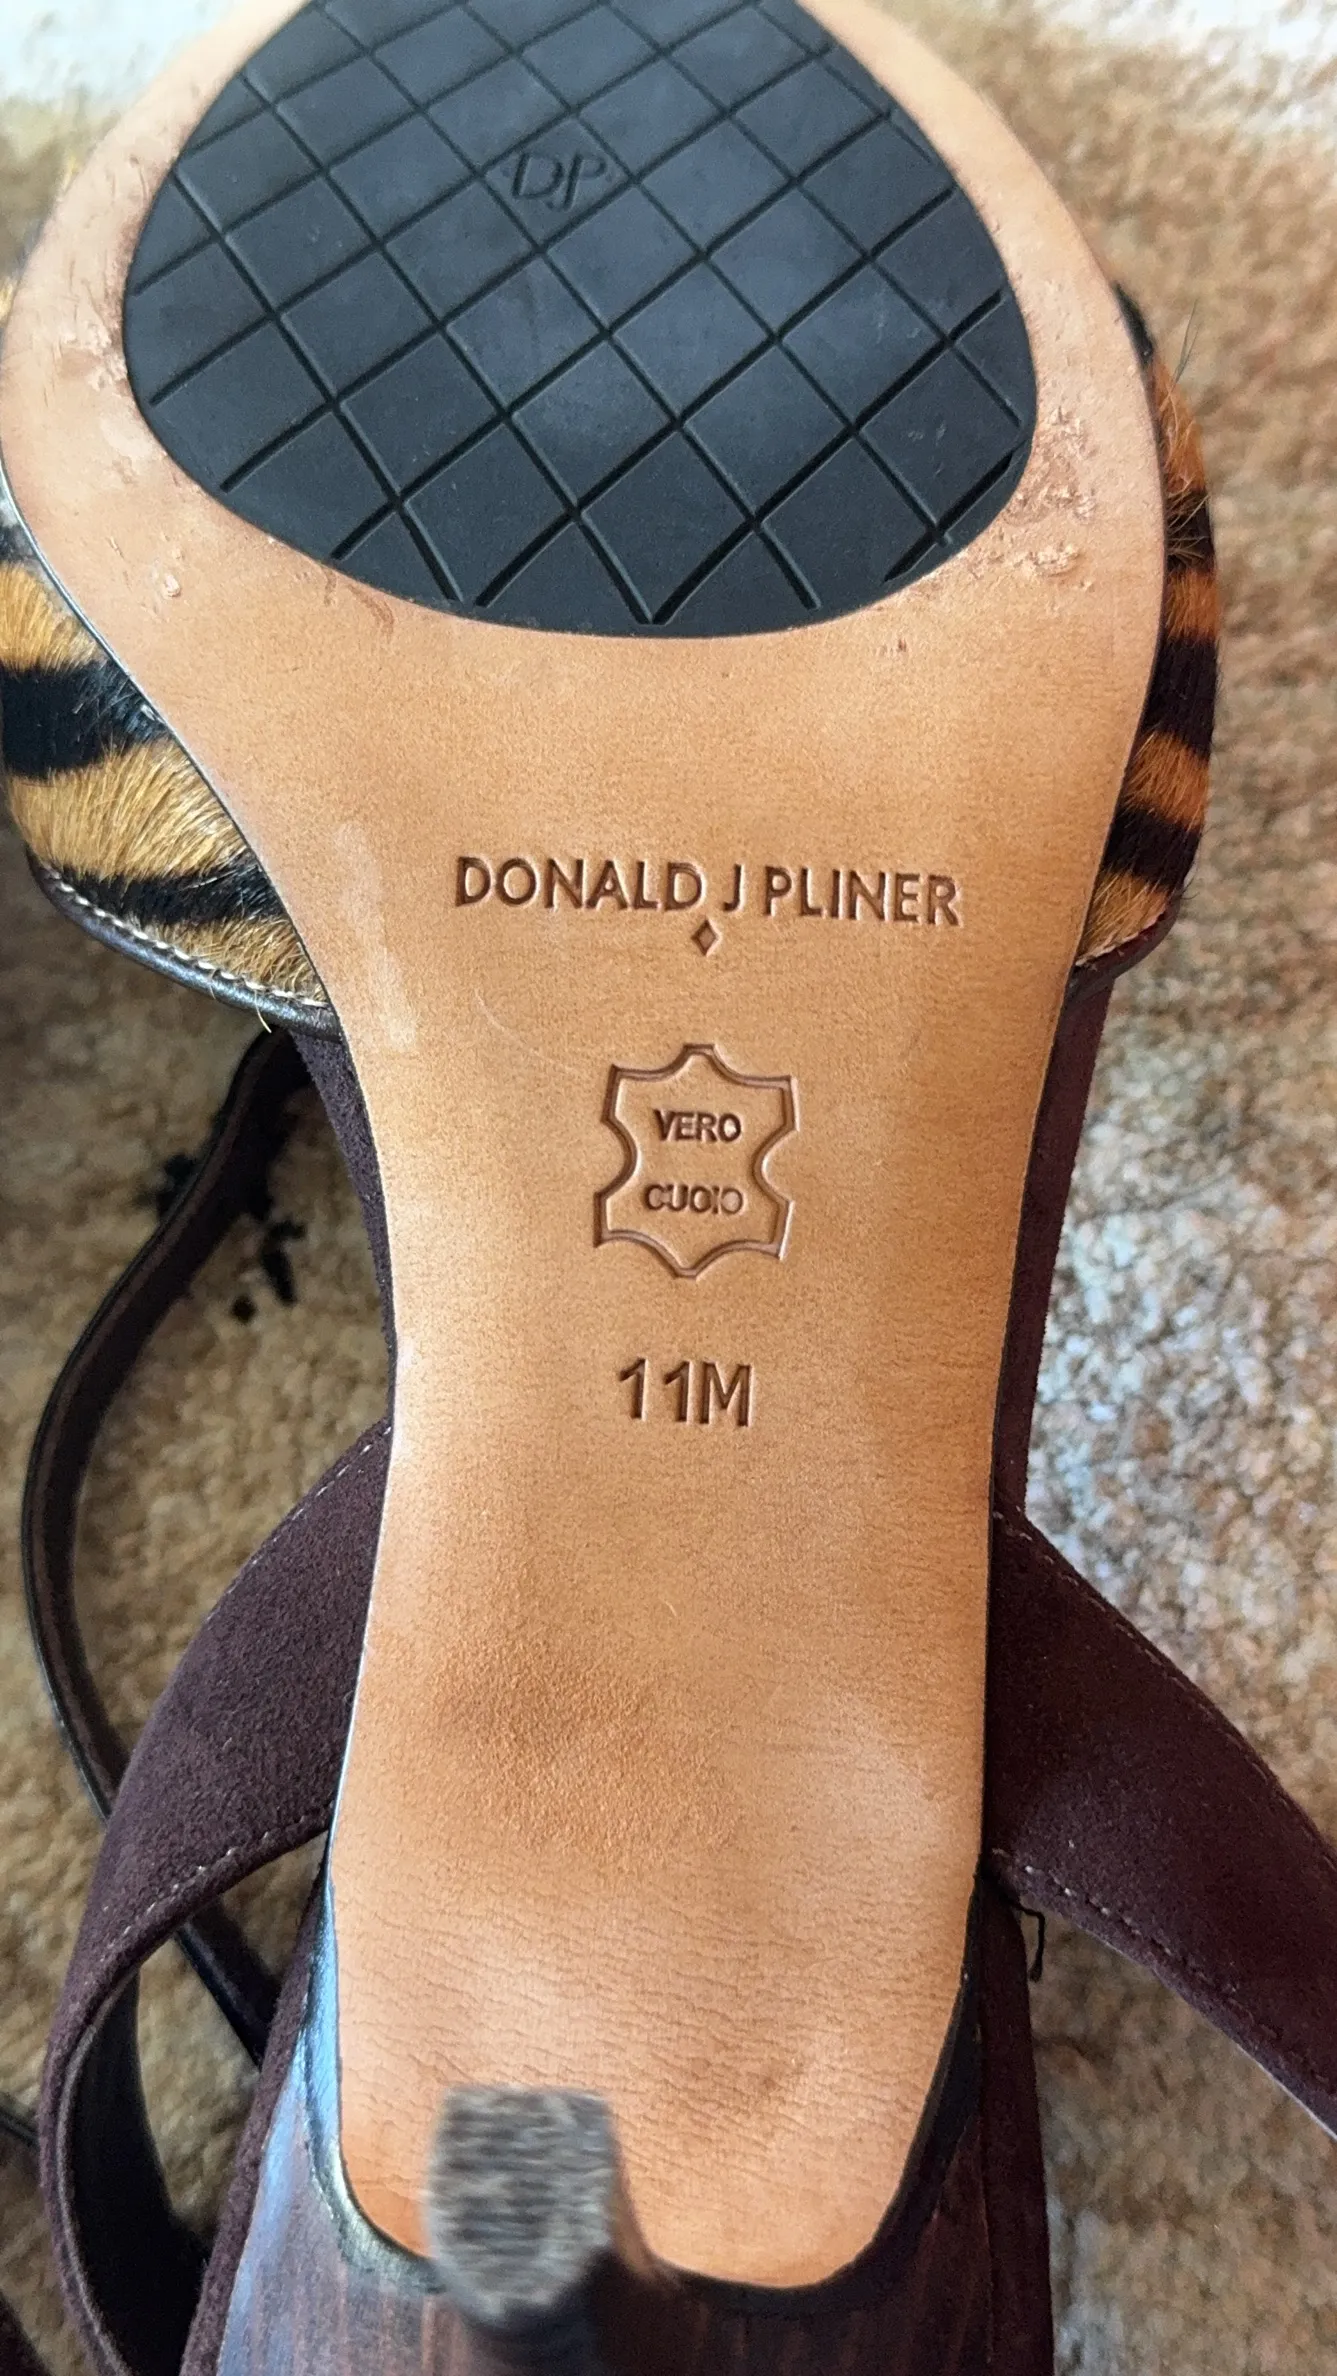 DP
DONALD J PLINER
VERO
CUOIO
11M